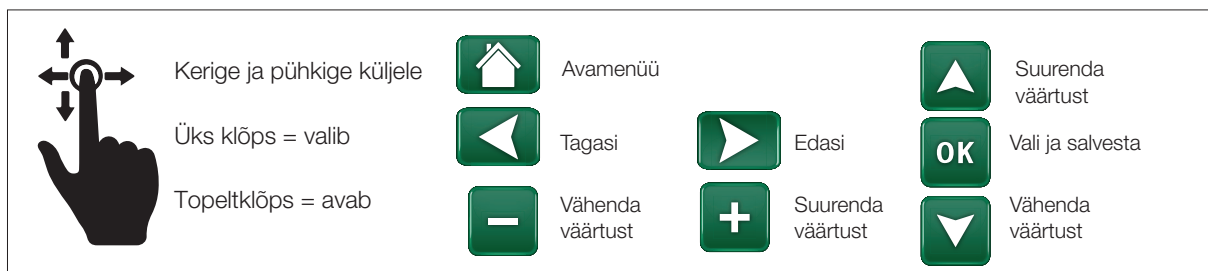 Kerige ja pühkige küljele
Üks klõps = valib
Topeltklõps = avab
Avamenüü
Tagasi
Vähenda
väärtust
Edasi
Suurenda
väärtust
Suurenda
väärtust
OK
Vali ja salvesta
Vähenda
väärtust